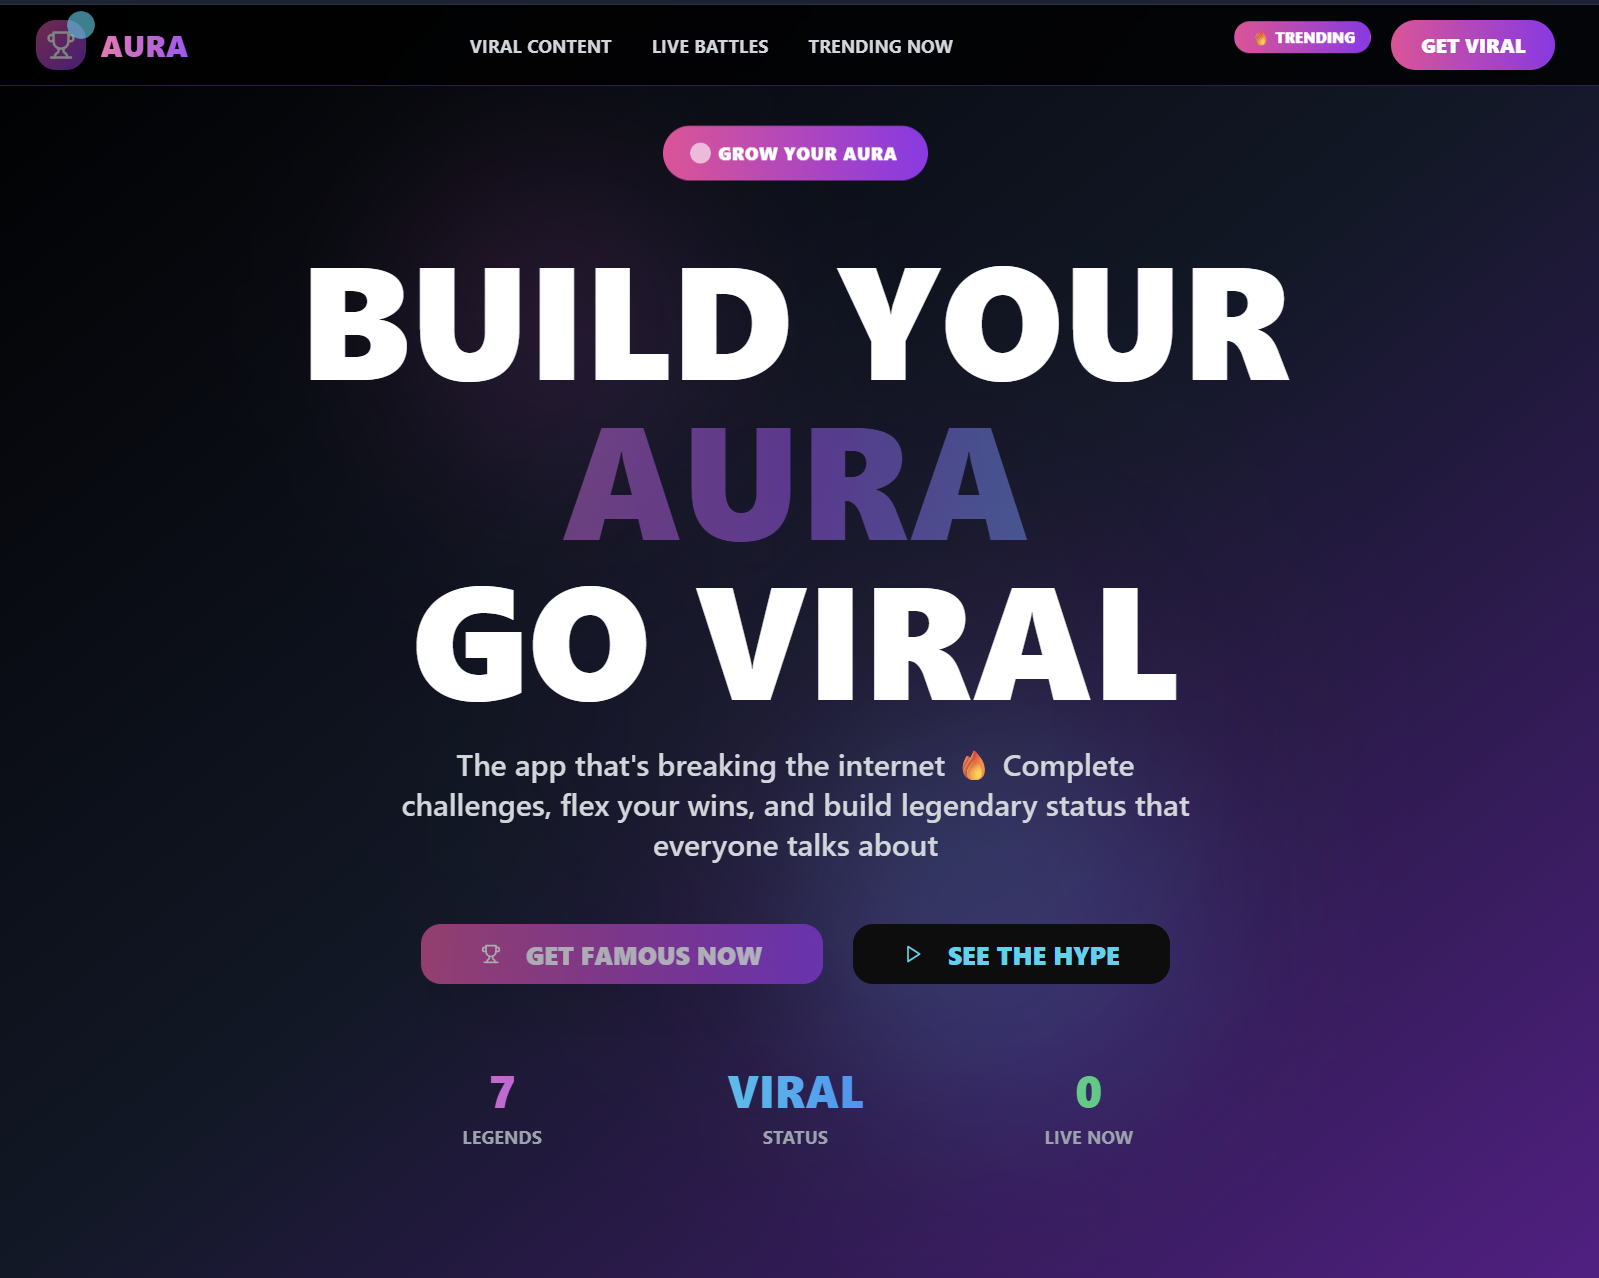 AURA
VIRAL CONTENT
LIVE BATTLES
TRENDING NOW
🔥 TRENDING
GET VIRAL
GROW YOUR AURA
BUILD YOUR
AURA
GO VIRAL
The app that's breaking the internet 🔥 Complete
challenges, flex your wins, and build legendary status that
everyone talks about
GET FAMOUS NOW
SEE THE HYPE
7
LEGENDS
VIRAL
STATUS
0
LIVE NOW